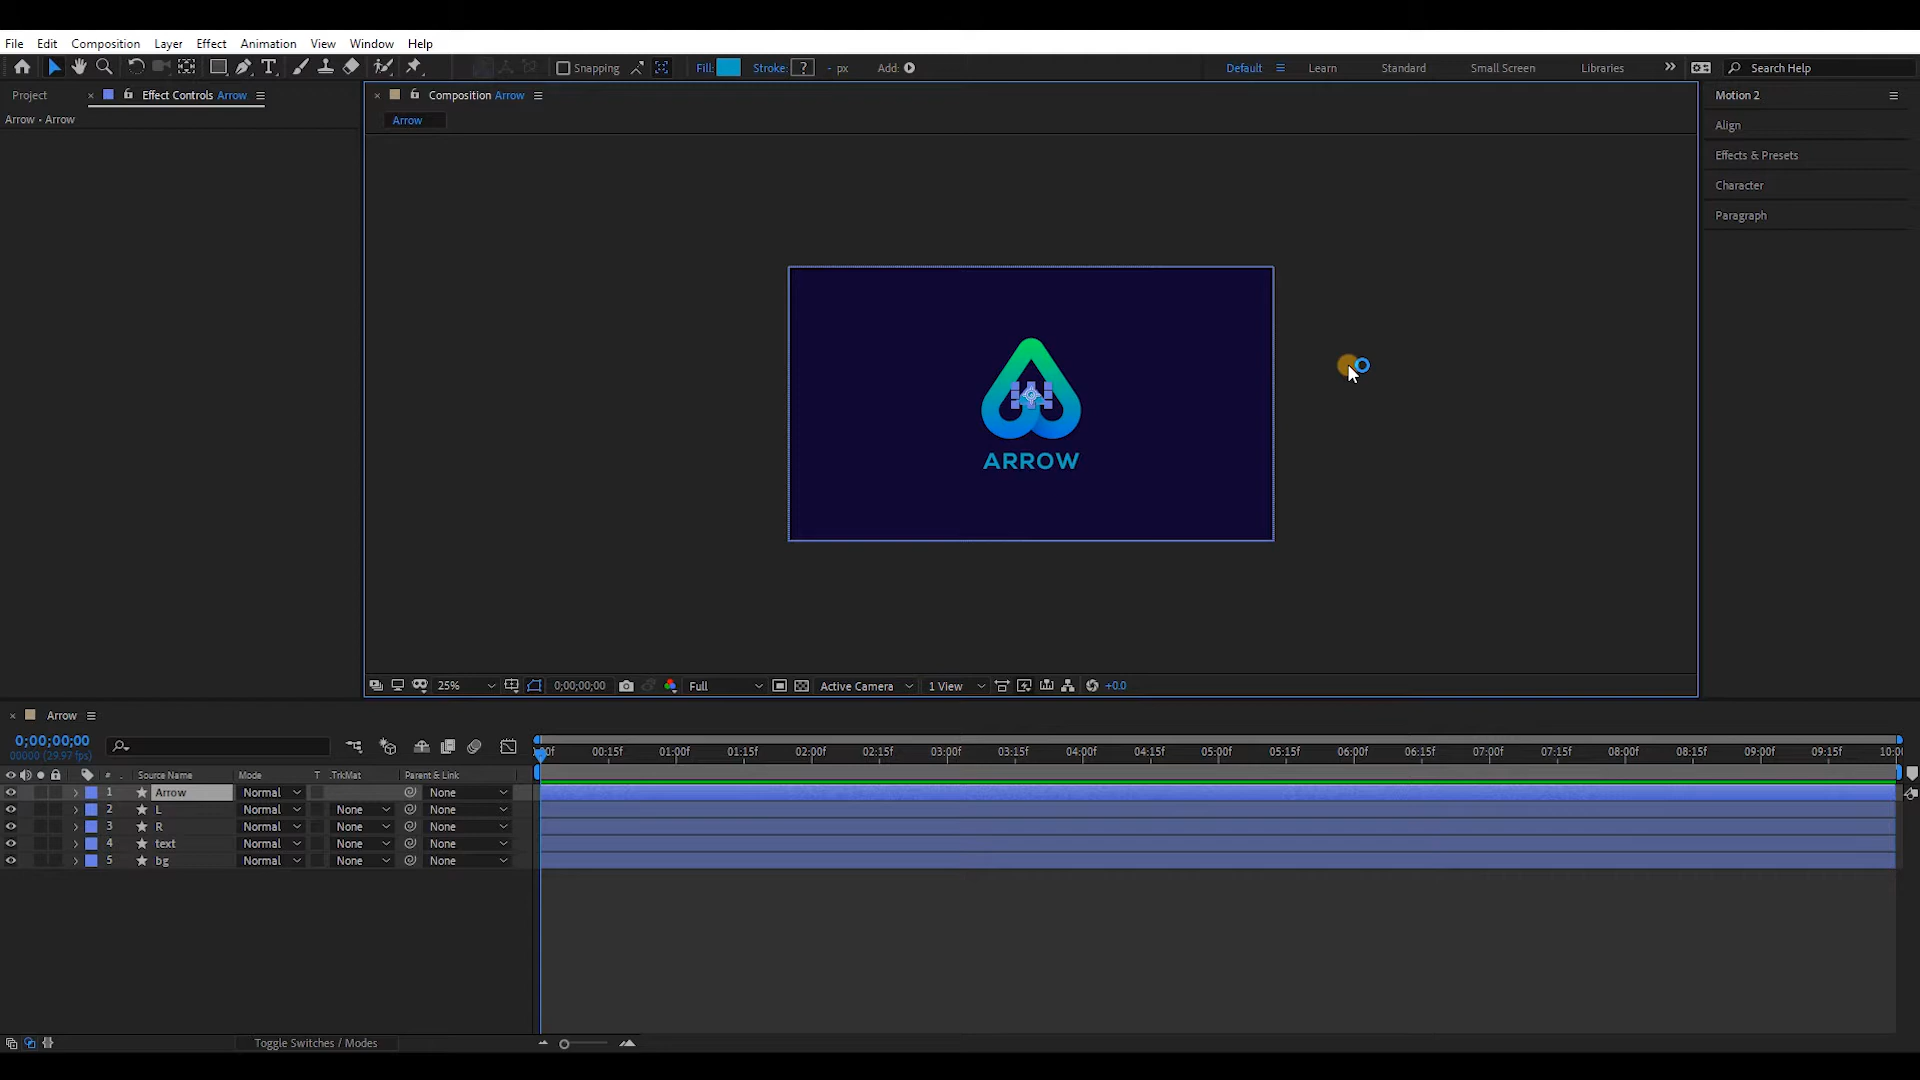 File Edit Composition Layer Effect Animation View Window Help
Snapping Fill: Stroke: ? - px Add: Default Learn Standard Small Screen Libraries Search Help
Project Effect Controls Arrow
Arrow • Arrow
Composition Arrow
Arrow
ARROW
Motion 2
Align
Effects & Presets
Character
Paragraph
25% 0;00;00;00 Full Active Camera 1 View +0.0
Arrow
0;00;00;00
00000 (29.97 fps)
00f 00:15f 01:00f 01:15f 02:00f 02:15f 03:00f 03:15f 04:00f 04:15f 05:00f 05:15f 06:00f 06:15f 07:00f 07:15f 08:00f 08:15f 09:00f 09:15f 10:00
# Source Name Mode T .TrkMat Parent & Link
1 Arrow Normal None
2 L Normal None None
3 R Normal None None
4 text Normal None None
5 bg Normal None None
Toggle Switches / Modes